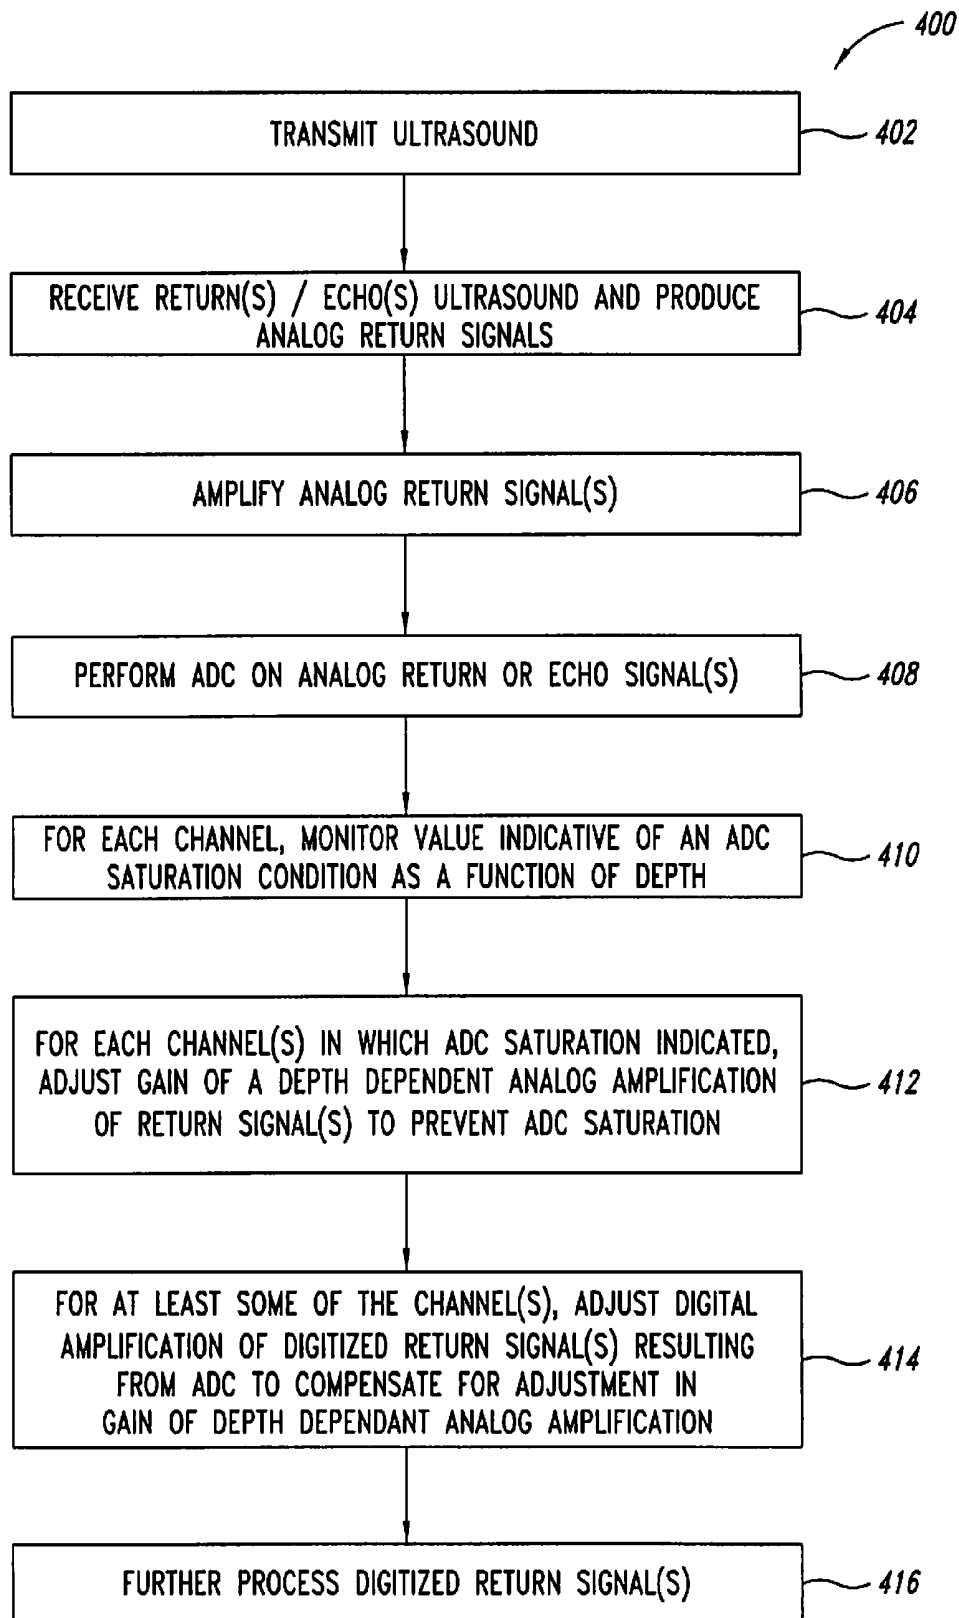 400
TRANSMIT ULTRASOUND
402
RECEIVE RETURN(S) / ECHO(S) ULTRASOUND AND PRODUCE
ANALOG RETURN SIGNALS
404
AMPLIFY ANALOG RETURN SIGNAL(S)
406
PERFORM ADC ON ANALOG RETURN OR ECHO SIGNAL(S)
408
FOR EACH CHANNEL, MONITOR VALUE INDICATIVE OF AN ADC
SATURATION CONDITION AS A FUNCTION OF DEPTH
410
FOR EACH CHANNEL(S) IN WHICH ADC SATURATION INDICATED,
ADJUST GAIN OF A DEPTH DEPENDENT ANALOG AMPLIFICATION
OF RETURN SIGNAL(S) TO PREVENT ADC SATURATION
412
FOR AT LEAST SOME OF THE CHANNEL(S), ADJUST DIGITAL
AMPLIFICATION OF DIGITIZED RETURN SIGNAL(S) RESULTING
FROM ADC TO COMPENSATE FOR ADJUSTMENT IN
GAIN OF DEPTH DEPENDANT ANALOG AMPLIFICATION
414
FURTHER PROCESS DIGITIZED RETURN SIGNAL(S)
416